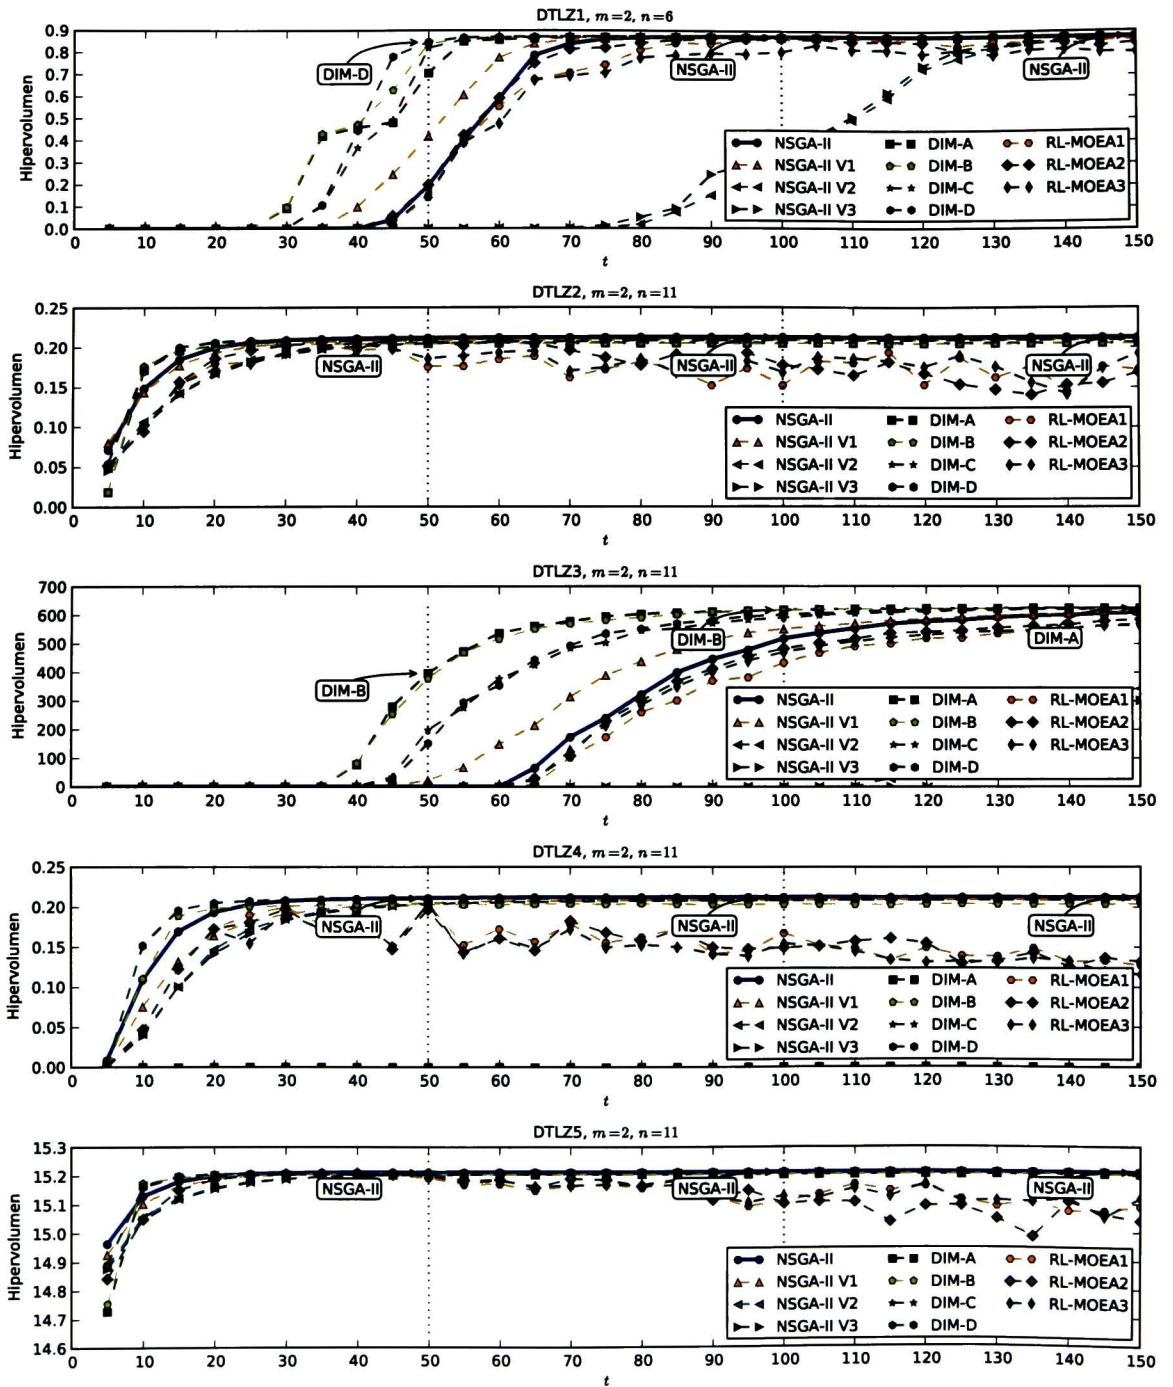 DTLZ1, m=2, n=6
Hipervolumen
0.9
0.8
0.7
0.6
0.5
0.4
0.3
0.2
0.1
0.0
DIM-D
NSGA-II
NSGA-II
NSGA-II DIM-A RL-MOEA1
NSGA-II V1 DIM-B RL-MOEA2
NSGA-II V2 DIM-C RL-MOEA3
NSGA-II V3 DIM-D
0 10 20 30 40 50 60 70 80 90 100 110 120 130 140 150
t
DTLZ2, m=2, n=11
Hipervolumen
0.25
0.20
0.15
0.10
0.05
0.00
NSGA-II
NSGA-II
NSGA-II
NSGA-II DIM-A RL-MOEA1
NSGA-II V1 DIM-B RL-MOEA2
NSGA-II V2 DIM-C RL-MOEA3
NSGA-II V3 DIM-D
0 10 20 30 40 50 60 70 80 90 100 110 120 130 140 150
t
DTLZ3, m=2, n=11
Hipervolumen
700
600
500
400
300
200
100
0
DIM-B
DIM-B
DIM-A
NSGA-II DIM-A RL-MOEA1
NSGA-II V1 DIM-B RL-MOEA2
NSGA-II V2 DIM-C RL-MOEA3
NSGA-II V3 DIM-D
0 10 20 30 40 50 60 70 80 90 100 110 120 130 140 150
t
DTLZ4, m=2, n=11
Hipervolumen
0.25
0.20
0.15
0.10
0.05
0.00
NSGA-II
NSGA-II
NSGA-II
NSGA-II DIM-A RL-MOEA1
NSGA-II V1 DIM-B RL-MOEA2
NSGA-II V2 DIM-C RL-MOEA3
NSGA-II V3 DIM-D
0 10 20 30 40 50 60 70 80 90 100 110 120 130 140 150
t
DTLZ5, m=2, n=11
Hipervolumen
15.3
15.2
15.1
15.0
14.9
14.8
14.7
14.6
NSGA-II
NSGA-II
NSGA-II
NSGA-II DIM-A RL-MOEA1
NSGA-II V1 DIM-B RL-MOEA2
NSGA-II V2 DIM-C RL-MOEA3
NSGA-II V3 DIM-D
0 10 20 30 40 50 60 70 80 90 100 110 120 130 140 150
t